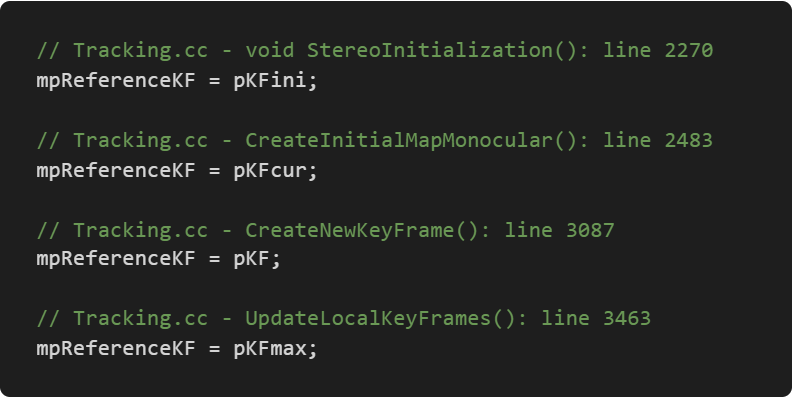 // Tracking.cc - void StereoInitialization(): line 2270
mpReferenceKF = pKFini;
// Tracking.cc - CreateInitialMapMonocular(): line 2483
mpReferenceKF = pKFcur;
// Tracking.cc - CreateNewKeyFrame(): line 3087
mpReferenceKF = pKF;
// Tracking.cc - UpdateLocalKeyFrames(): line 3463
mpReferenceKF = pKFmax;